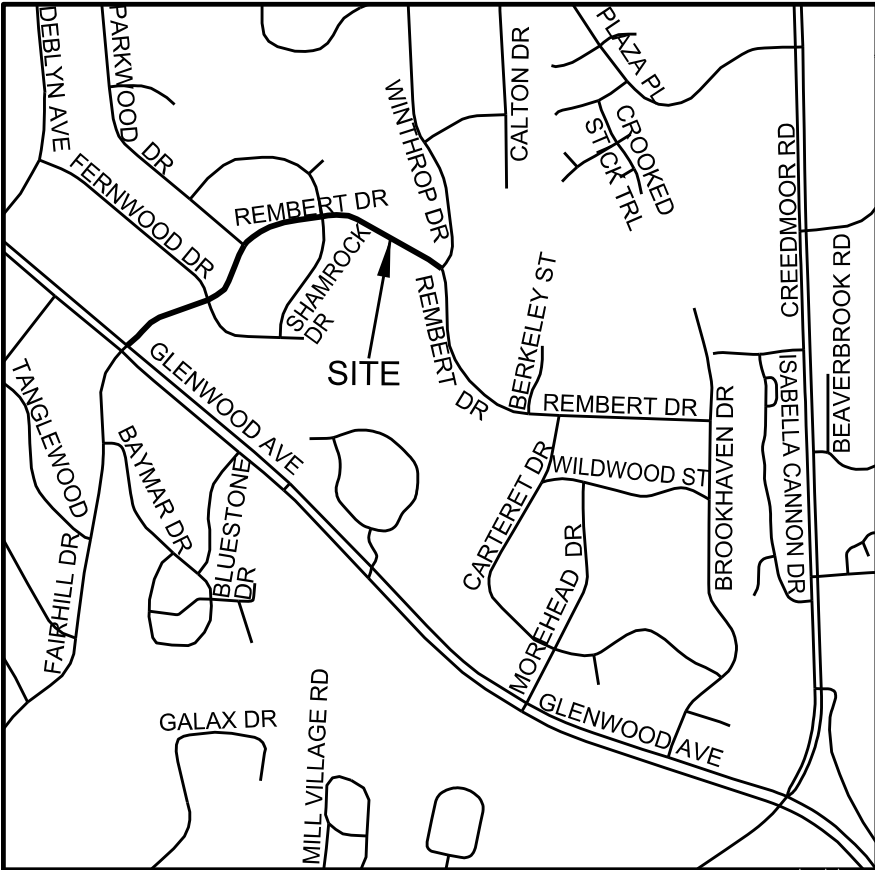 DEBLYN AVE
PARKWOOD DR
WINTHROP DR
CALTON DR
PLAZA PL
CROOKED
STICK TRL
CREEDMOOR RD
FERNWOOD DR
REMBERT DR
SHAMROCK
DR
SITE
REMBERT DR
BERKELEY ST
REMBERT DR
BEAVERBROOK RD
ISABELLA CANNON DR
BROOKHAVEN DR
GLENWOOD AVE
TANGLEWOOD
BAYMAR DR
BLUESTONE
DR
WILDWOOD ST
CARTERET DR
MOREHEAD DR
FAIRHILL DR
GALAX DR
MILL VILLAGE RD
GLENWOOD AVE